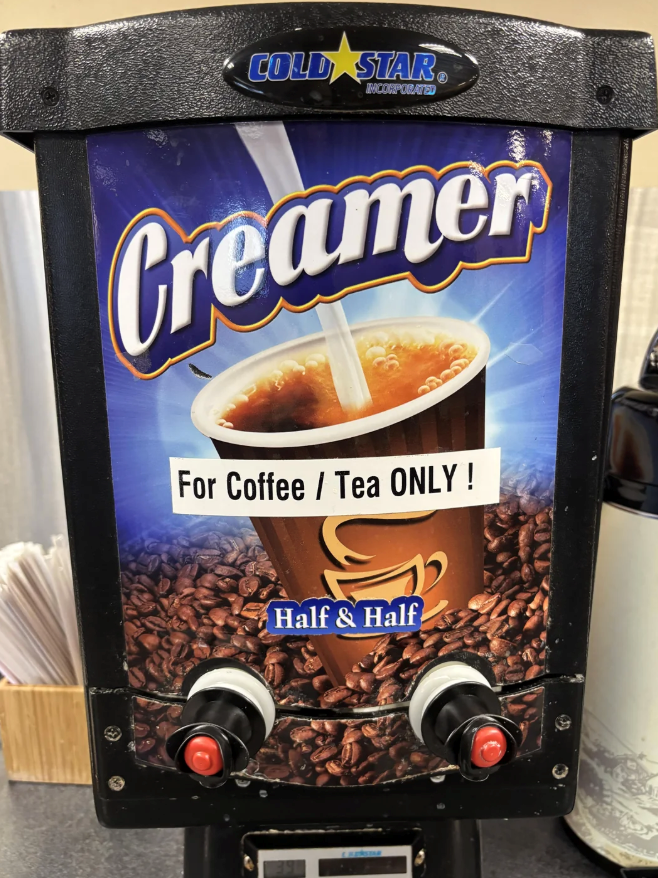 COLD STAR ®
INCORPORATED
Creamer
For Coffee / Tea ONLY !
Half & Half